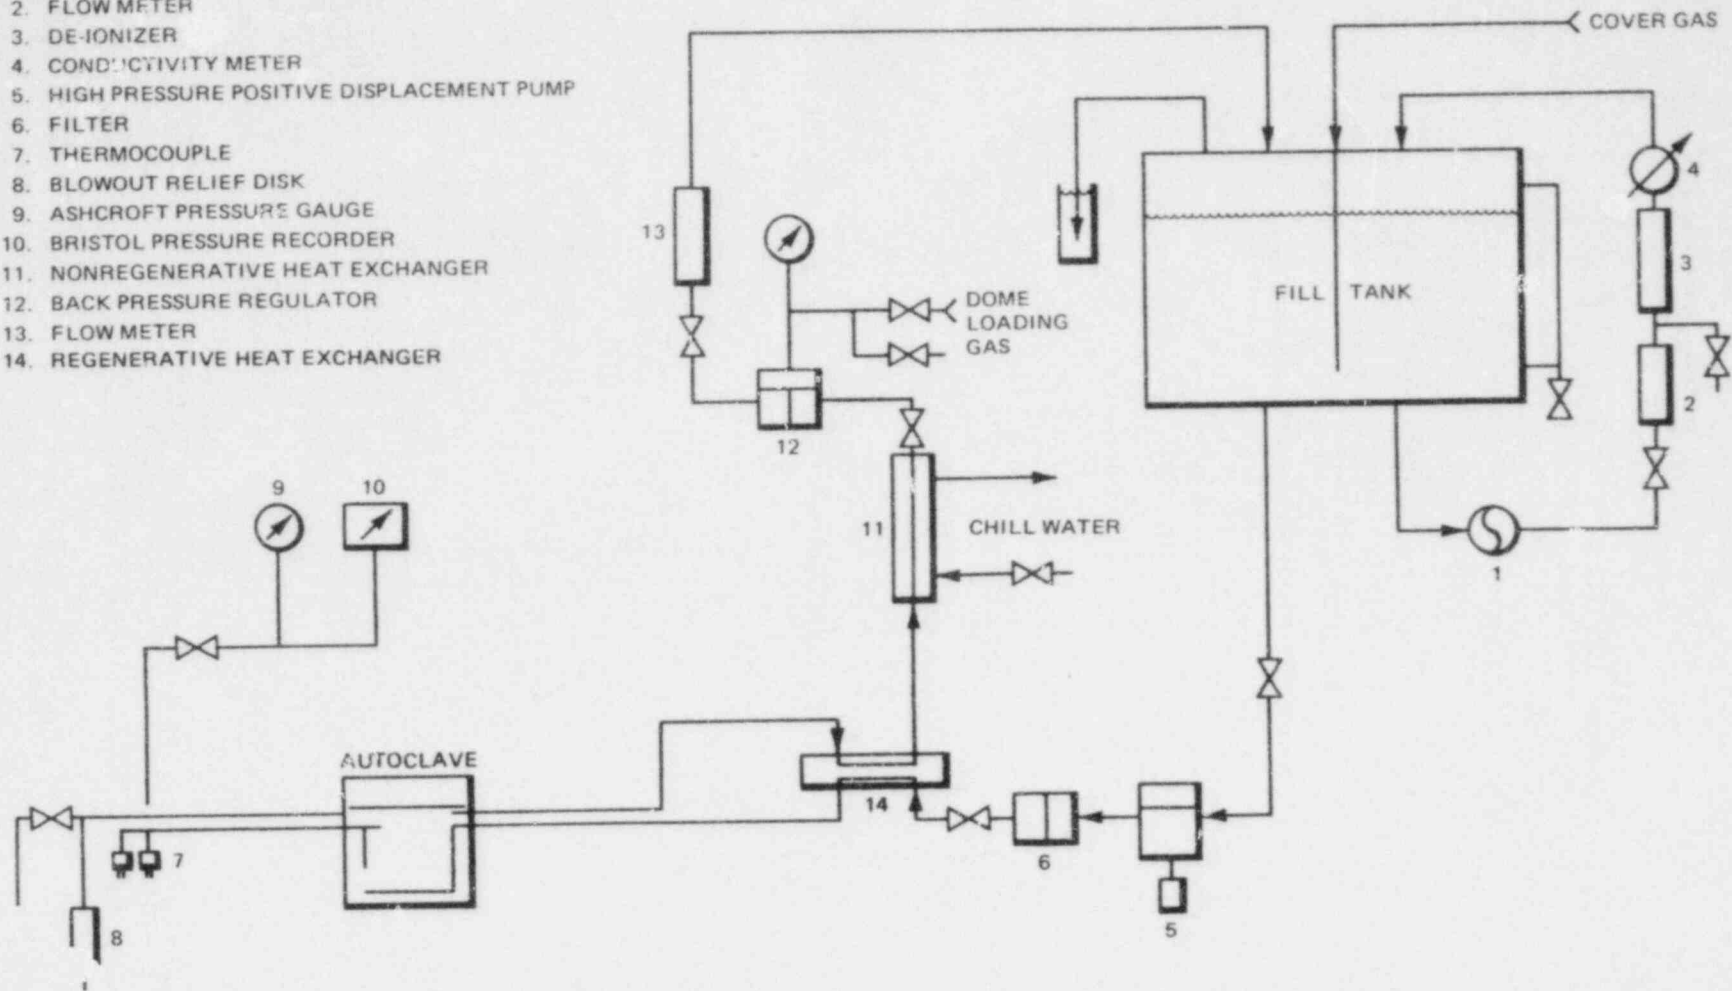 2. FLOW METER
3. DE-IONIZER
4. CONDUCTIVITY METER
5. HIGH PRESSURE POSITIVE DISPLACEMENT PUMP
6. FILTER
7. THERMOCOUPLE
8. BLOWOUT RELIEF DISK
9. ASHCROFT PRESSURE GAUGE
10. BRISTOL PRESSURE RECORDER
11. NONREGENERATIVE HEAT EXCHANGER
12. BACK PRESSURE REGULATOR
13. FLOW METER
14. REGENERATIVE HEAT EXCHANGER
COVER GAS
4
13
3
FILL TANK
DOME
LOADING
GAS
2
12
9
10
11
CHILL WATER
1
AUTOCLAVE
14
7
6
5
8